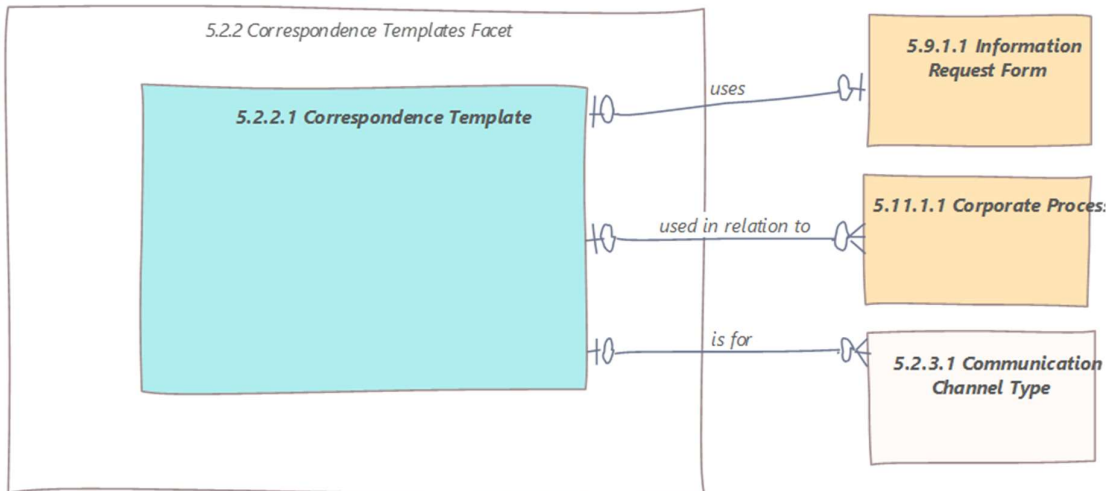 5.2.2 Correspondence Templates Facet
5.2.2.1 Correspondence Template
uses
5.9.1.1 Information
Request Form
used in relation to
5.11.1.1 Corporate Process
is for
5.2.3.1 Communication
Channel Type